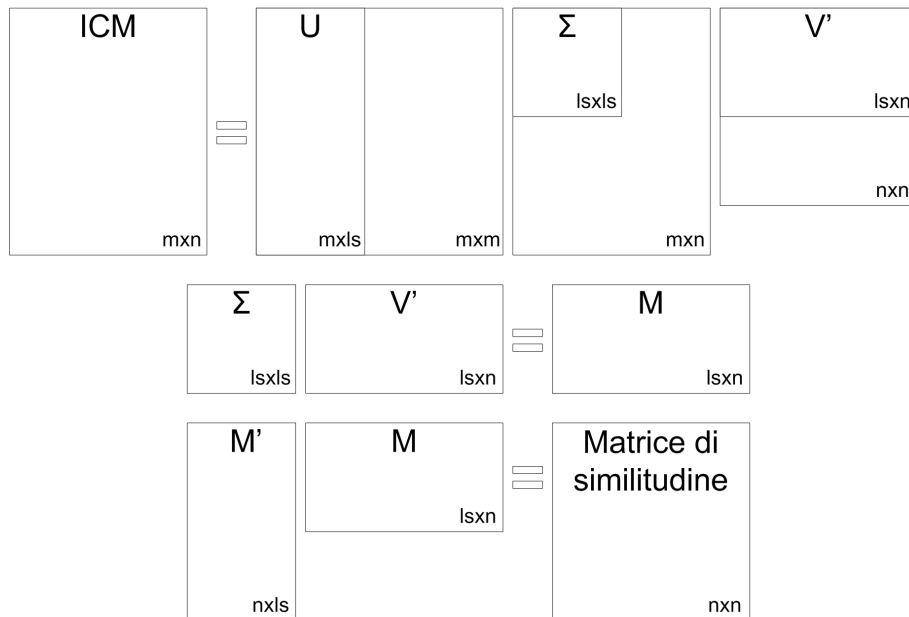 ICM
mxn
U
mxls
mxm
Σ
lsxls
mxn
V'
lsxn
nxn
Σ
lsxls
V'
lsxn
M
lsxn
M'
nxls
M
lsxn
Matrice di
similitudine
nxn